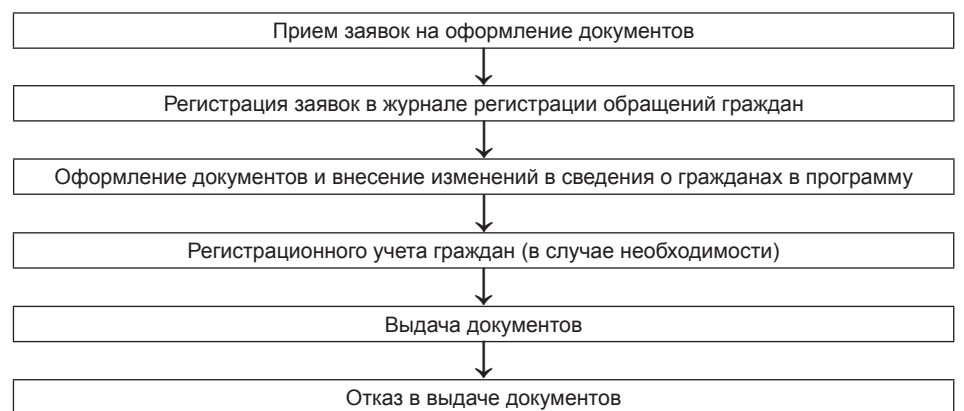 Прием заявок на оформление документов
Регистрация заявок в журнале регистрации обращений граждан
Оформление документов и внесение изменений в сведения о гражданах в программу
Регистрационного учета граждан (в случае необходимости)
Выдача документов
Отказ в выдаче документов